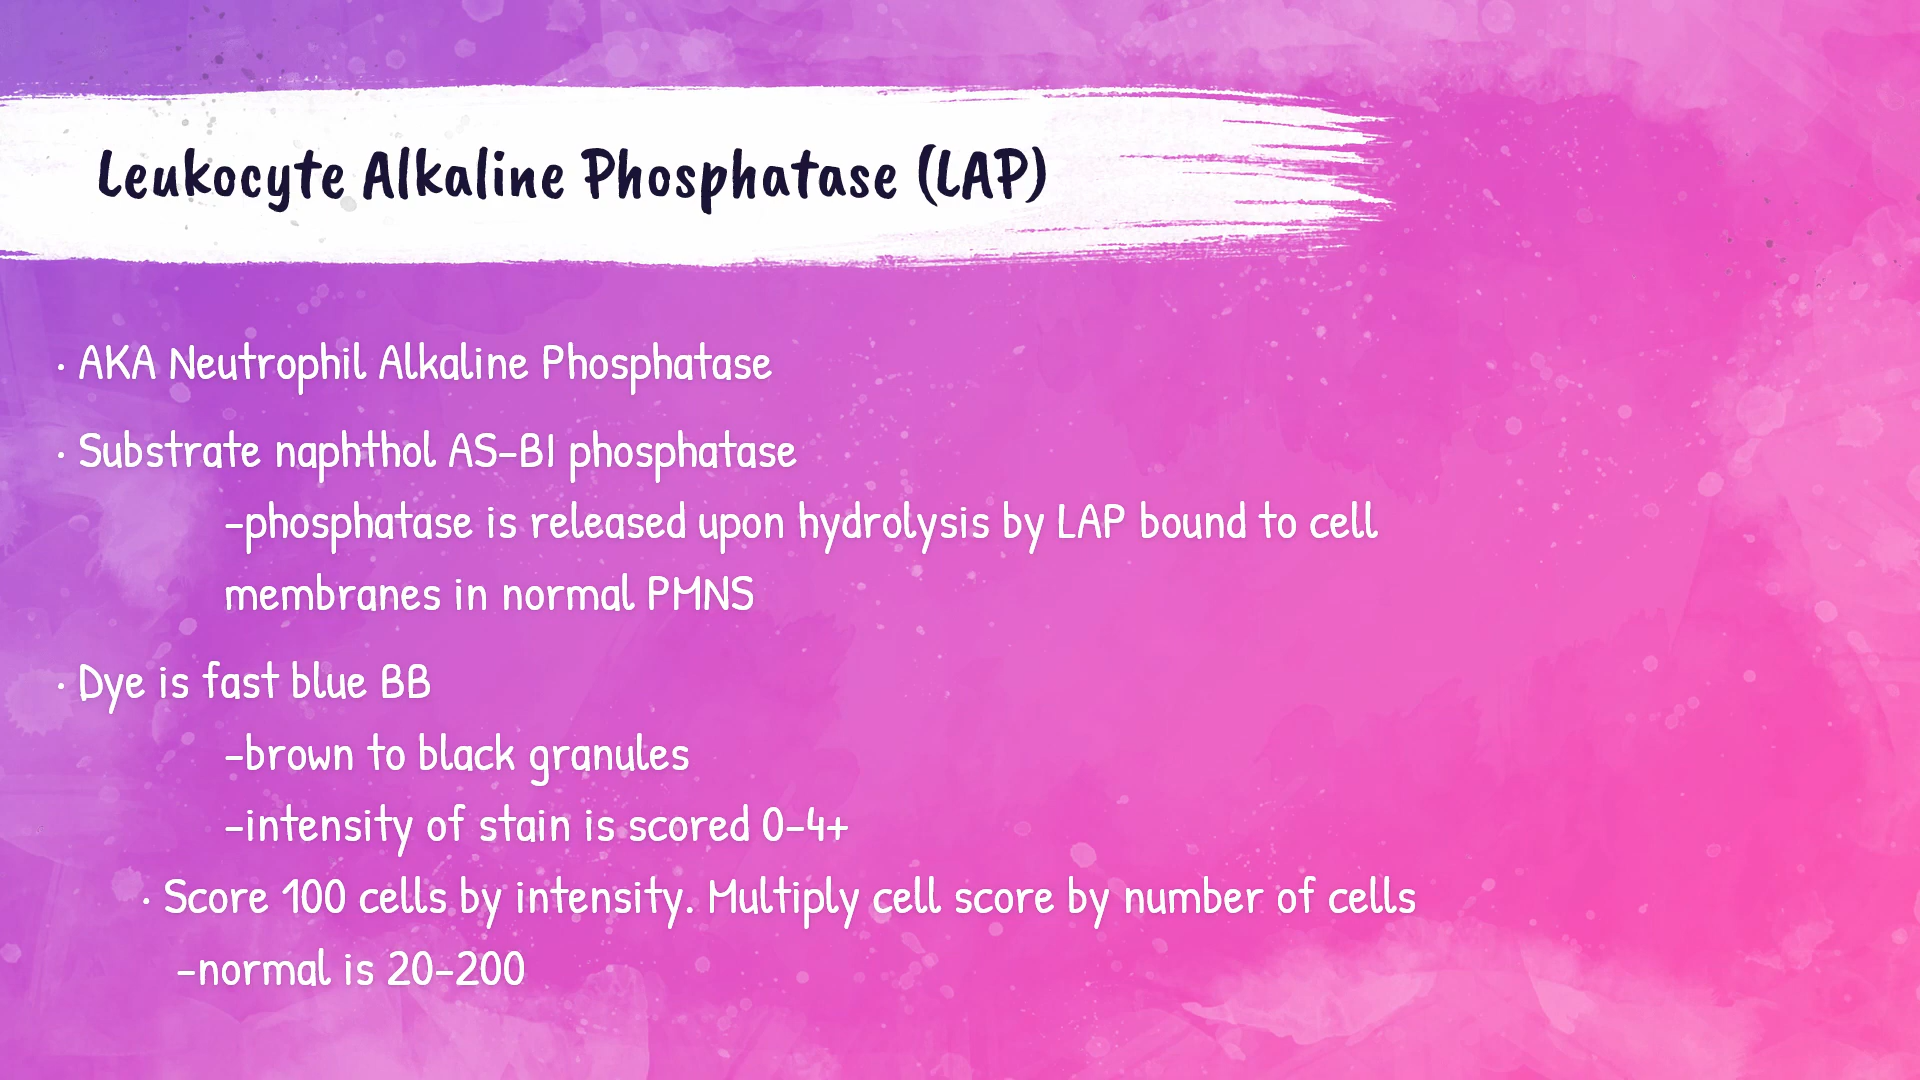 Leukocyte Alkaline Phosphatase (LAP)
· AKA Neutrophil Alkaline Phosphatase
· Substrate naphthol AS-BI phosphatase
-phosphatase is released upon hydrolysis by LAP bound to cell
membranes in normal PMNS
· Dye is fast blue BB
-brown to black granules
-intensity of stain is scored 0-4+
· Score 100 cells by intensity. Multiply cell score by number of cells
-normal is 20-200